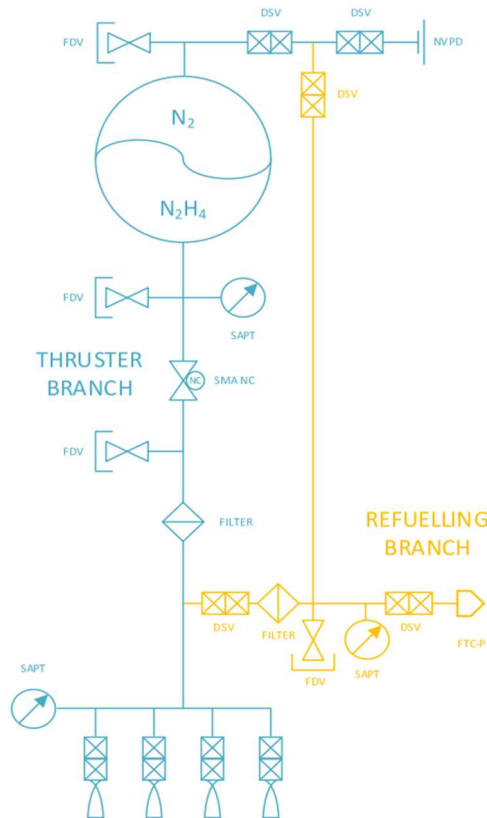 DSV
DSV
FDV
NVPD
DSV
N₂
N₂H₄
FDV
SAPT
THRUSTER
BRANCH
NC
SMA NC
FDV
FILTER
REFUELLING
BRANCH
DSV
FILTER
DSV
FTC-P
SAPT
FDV
SAPT